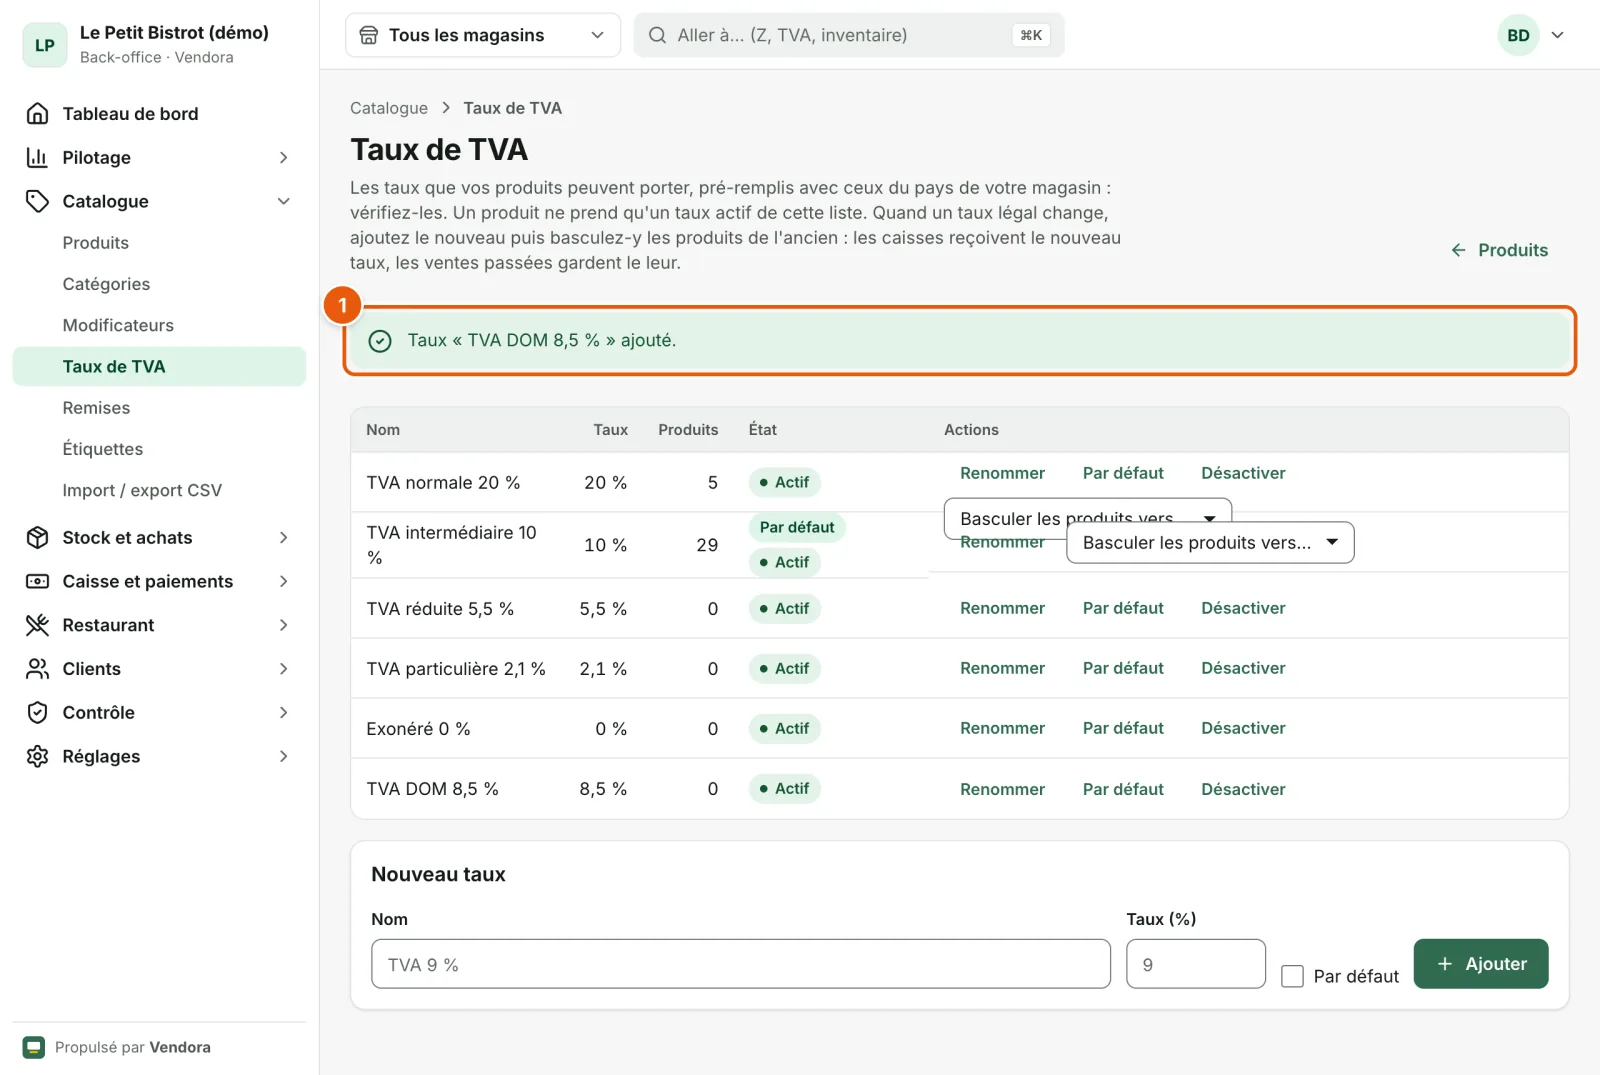 LP
Le Petit Bistrot (démo)
Back-office · Vendora
Tous les magasins
Aller à... (Z, TVA, inventaire)
⌘K
BD
Tableau de bord
Pilotage
Catalogue
Produits
Catégories
Modificateurs
Taux de TVA
Remises
Étiquettes
Import / export CSV
Stock et achats
Caisse et paiements
Restaurant
Clients
Contrôle
Réglages
Propulsé par Vendora
Catalogue > Taux de TVA
Taux de TVA
Les taux que vos produits peuvent porter, pré-remplis avec ceux du pays de votre magasin :
vérifiez-les. Un produit ne prend qu'un taux actif de cette liste. Quand un taux légal change,
ajoutez le nouveau puis basculez-y les produits de l'ancien : les caisses reçoivent le nouveau
taux, les ventes passées gardent le leur.
← Produits
1
Taux « TVA DOM 8,5 % » ajouté.
Nom Taux Produits État Actions
TVA normale 20 % 20 % 5 Actif Renommer Par défaut Désactiver
Basculer les produits vers...
TVA intermédiaire 10 % 10 % 29 Par défaut Actif Renommer Basculer les produits vers...
TVA réduite 5,5 % 5,5 % 0 Actif Renommer Par défaut Désactiver
TVA particulière 2,1 % 2,1 % 0 Actif Renommer Par défaut Désactiver
Exonéré 0 % 0 % 0 Actif Renommer Par défaut Désactiver
TVA DOM 8,5 % 8,5 % 0 Actif Renommer Par défaut Désactiver
Nouveau taux
Nom Taux (%)
TVA 9 % 9 Par défaut + Ajouter